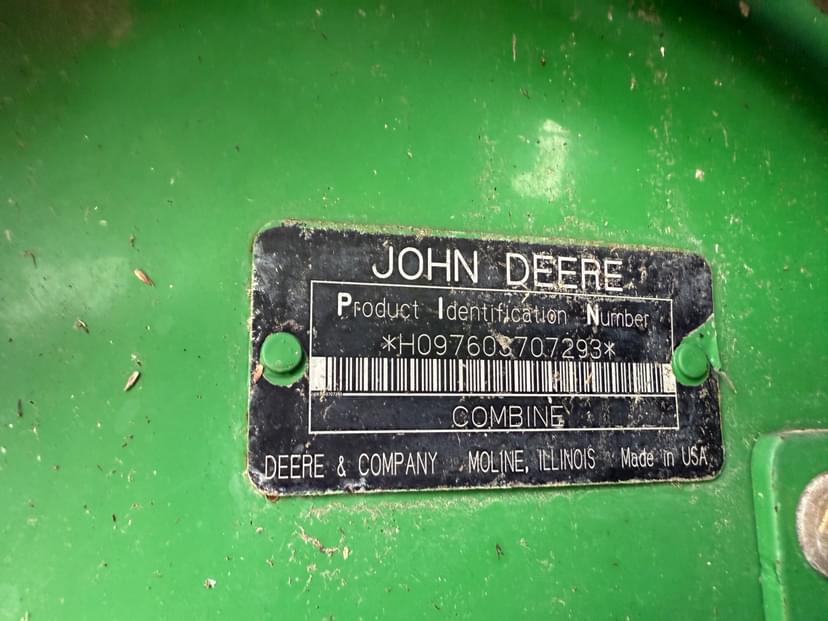 JOHN DEERE
Product Identification Number
*H09760S707293*
COMBINE
DEERE & COMPANY MOLINE, ILLINOIS Made in USA